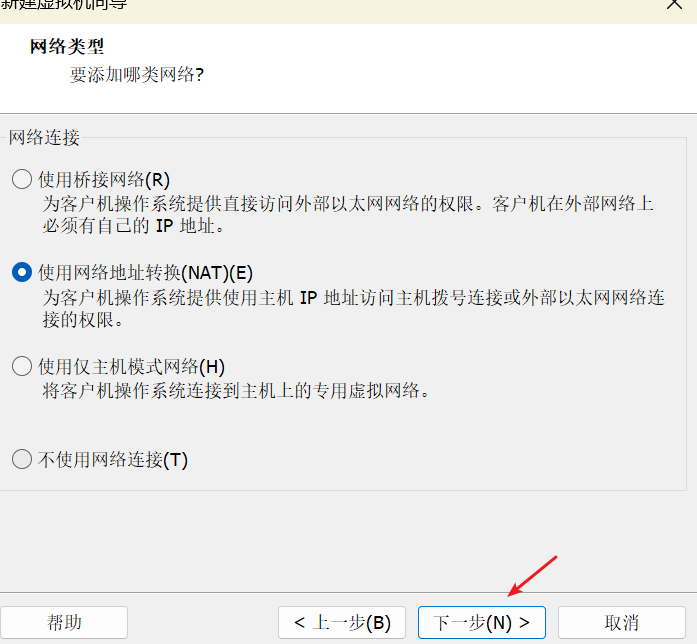 新建虚拟机向导
网络类型
要添加哪类网络?
网络连接
使用桥接网络(R)
为客户机操作系统提供直接访问外部以太网网络的权限。客户机在外部网络上
必须有自己的 IP 地址。
使用网络地址转换(NAT)(E)
为客户机操作系统提供使用主机 IP 地址访问主机拨号连接或外部以太网网络连
接的权限。
使用仅主机模式网络(H)
将客户机操作系统连接到主机上的专用虚拟网络。
不使用网络连接(T)
帮助
< 上一步(B)
下一步(N) >
取消